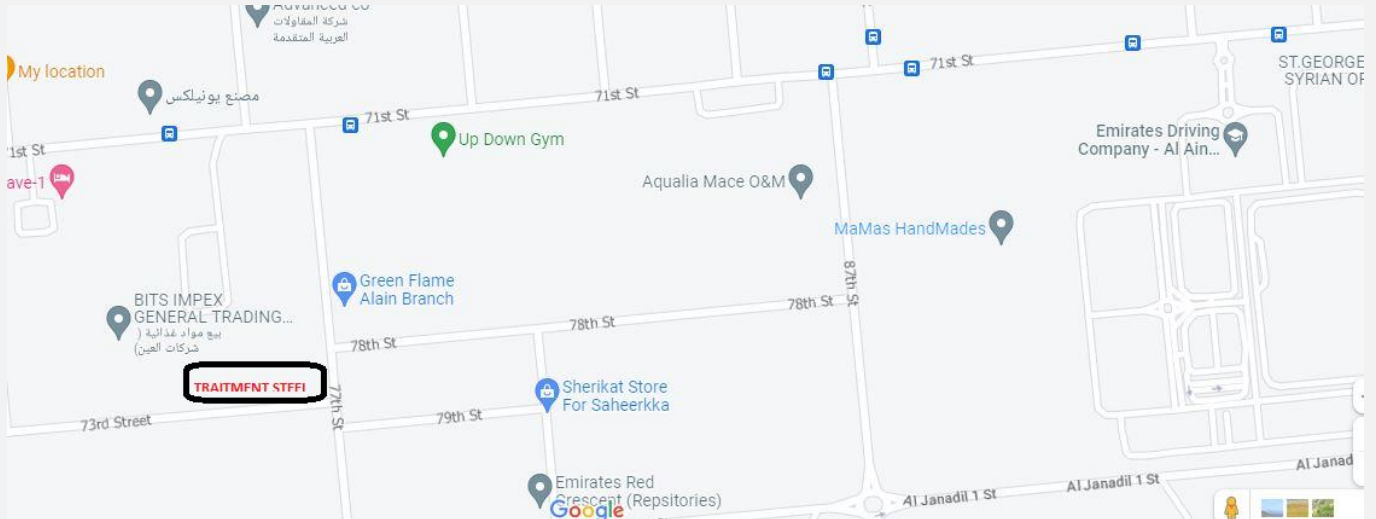 Advanced Co
شركة المقاولات
العربية المتقدمة
My location
مصنع يونيلكس
71st St
71st St
71st St
1st St
ave-1
Up Down Gym
Aqualia Mace O&M
MaMas HandMades
Emirates Driving
Company - Al Ain...
ST.GEORGE
SYRIAN OF
87th St
Green Flame
Alain Branch
BITS IMPEX
GENERAL TRADING...
بيع مواد غذائية (
شركات العين)
78th St
78th St
78th St
TRAITMENT STEEL
77th St
73rd Street
79th St
Sherikat Store
For Saheerkka
Emirates Red
Crescent (Repsitories)
Google
Al Janadil 1 St
Al Janadil 1 St
Al Janad